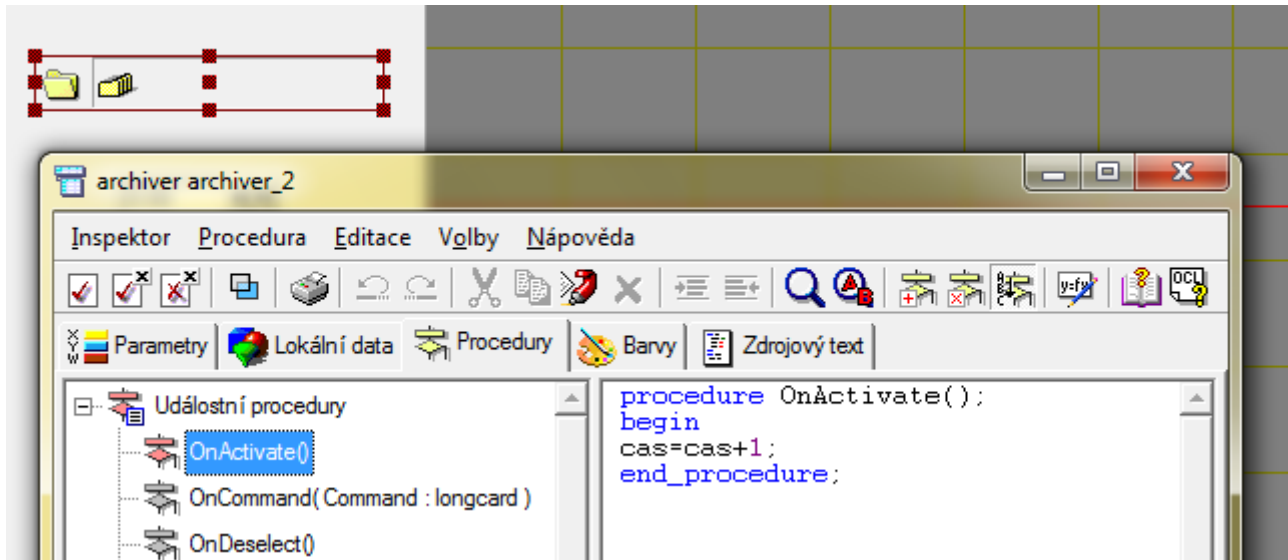 archiver archiver_2
Inspektor Procedura Editace Volby Nápověda
Parametry Lokální data Procedury Barvy Zdrojový text
Událostní procedury
OnActivate()
OnCommand( Command : longcard )
OnDeselect()
procedure OnActivate();
begin
cas=cas+1;
end_procedure;